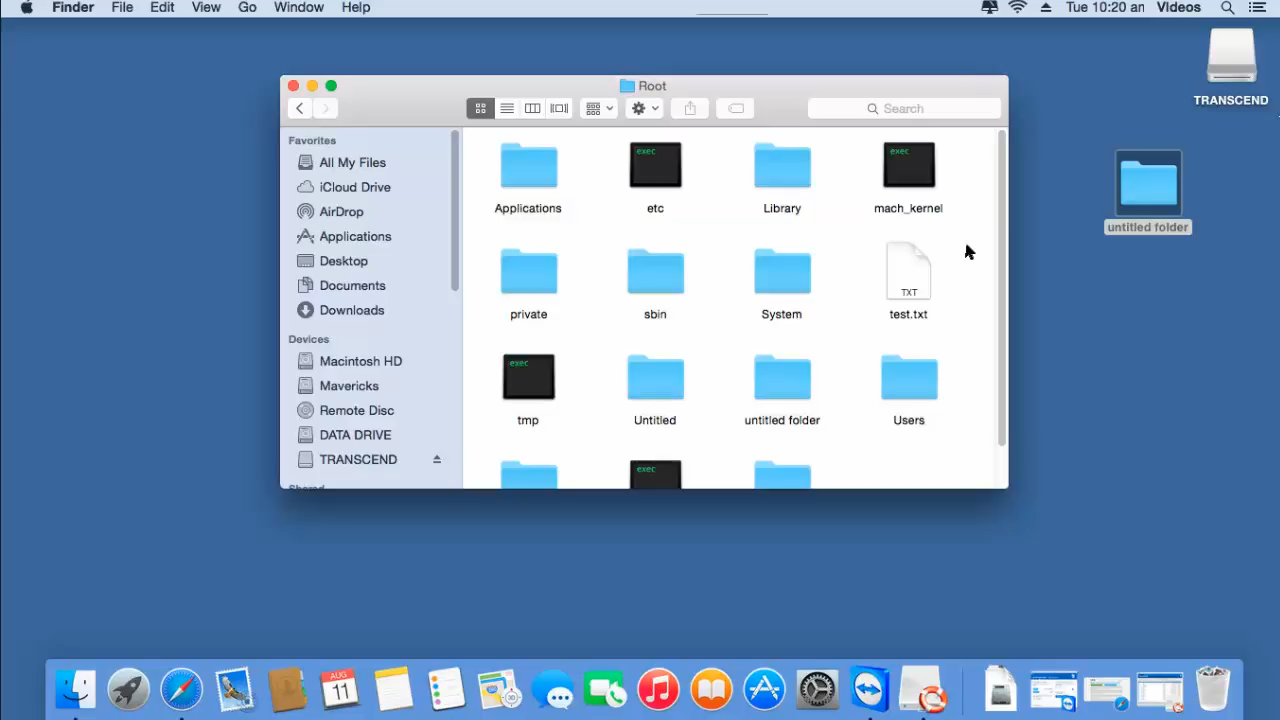 Finder File Edit View Go Window Help Tue 10:20 an Videos
TRANSCEND
untitled folder
Root
Search
Favorites
All My Files
iCloud Drive
AirDrop
Applications
Desktop
Documents
Downloads
Devices
Macintosh HD
Mavericks
Remote Disc
DATA DRIVE
TRANSCEND
exec exec
Applications etc Library mach_kernel
TXT
private sbin System test.txt
exec
tmp Untitled untitled folder Users
exec
AUG
11